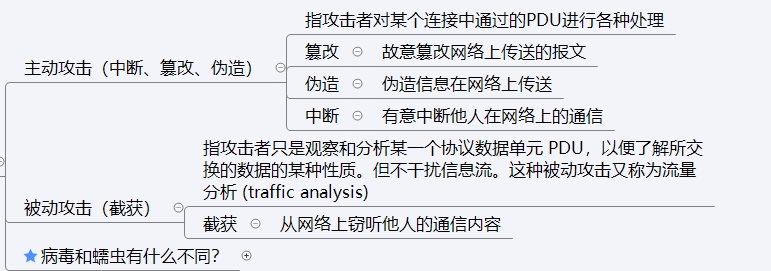 指攻击者对某个连接中通过的PDU进行各种处理
主动攻击（中断、篡改、伪造）
篡改 故意篡改网络上传送的报文
伪造 伪造信息在网络上传送
中断 有意中断他人在网络上的通信
指攻击者只是观察和分析某一个协议数据单元 PDU，以便了解所交
换的数据的某种性质。但不干扰信息流。这种被动攻击又称为流量
分析 (traffic analysis)
被动攻击（截获）
截获 从网络上窃听他人的通信内容
病毒和蠕虫有什么不同？